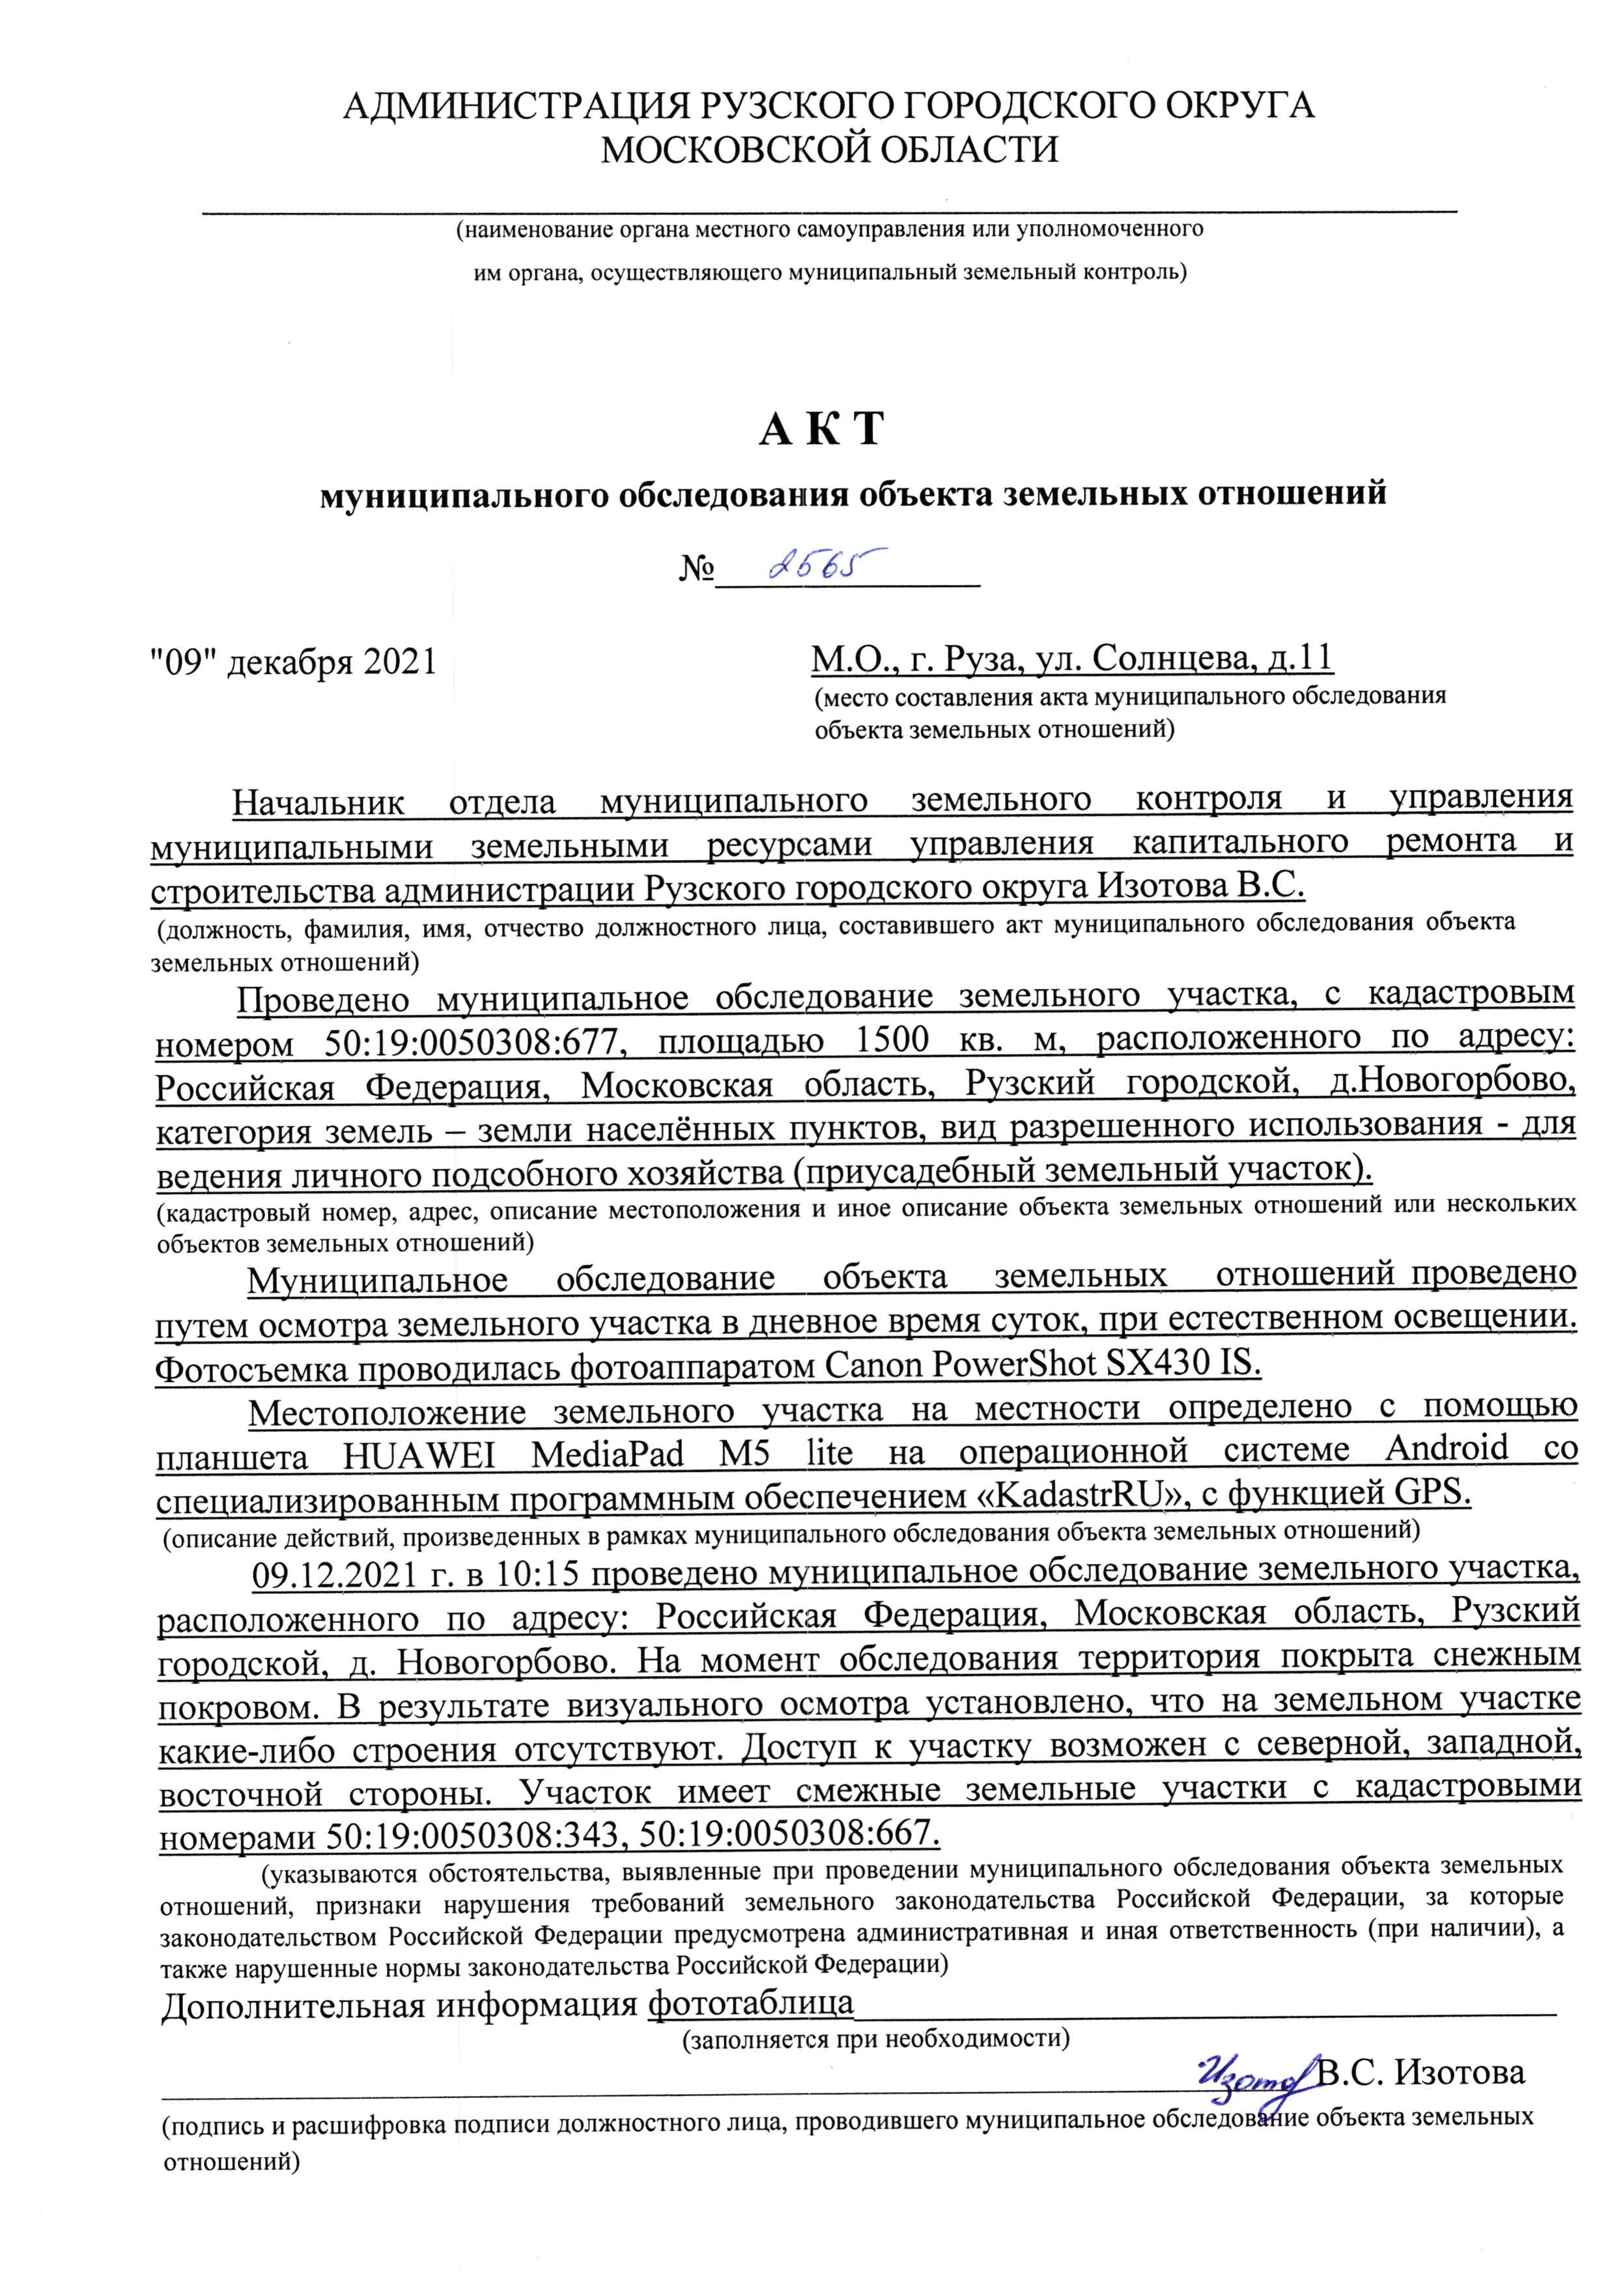 АДМИНИСТРАЦИЯ РУЗСКОГО ГОРОДСКОГО ОКРУГА
МОСКОВСКОЙ ОБЛАСТИ
(наименование органа местного самоуправления или уполномоченного
им органа, осуществляющего муниципальный земельный контроль)
А К Т
муниципального обследования объекта земельных отношений
№ 2565
"09" декабря 2021
М.О., г. Руза, ул. Солнцева, д.11
(место составления акта муниципального обследования
объекта земельных отношений)
Начальник отдела муниципального земельного контроля и управления
муниципальными земельными ресурсами управления капитального ремонта и
строительства администрации Рузского городского округа Изотова В.С.
(должность, фамилия, имя, отчество должностного лица, составившего акт муниципального обследования объекта
земельных отношений)
Проведено муниципальное обследование земельного участка, с кадастровым
номером 50:19:0050308:677, площадью 1500 кв. м, расположенного по адресу:
Российская Федерация, Московская область, Рузский городской, д.Новогорбово,
категория земель – земли населённых пунктов, вид разрешенного использования - для
ведения личного подсобного хозяйства (приусадебный земельный участок).
(кадастровый номер, адрес, описание местоположения и иное описание объекта земельных отношений или нескольких
объектов земельных отношений)
Муниципальное обследование объекта земельных отношений проведено
путем осмотра земельного участка в дневное время суток, при естественном освещении.
Фотосъемка проводилась фотоаппаратом Canon PowerShot SX430 IS.
Местоположение земельного участка на местности определено с помощью
планшета HUAWEI MediaPad M5 lite на операционной системе Android со
специализированным программным обеспечением «KadastrRU», с функцией GPS.
(описание действий, произведенных в рамках муниципального обследования объекта земельных отношений)
09.12.2021 г. в 10:15 проведено муниципальное обследование земельного участка,
расположенного по адресу: Российская Федерация, Московская область, Рузский
городской, д. Новогорбово. На момент обследования территория покрыта снежным
покровом. В результате визуального осмотра установлено, что на земельном участке
какие-либо строения отсутствуют. Доступ к участку возможен с северной, западной,
восточной стороны. Участок имеет смежные земельные участки с кадастровыми
номерами 50:19:0050308:343, 50:19:0050308:667.
(указываются обстоятельства, выявленные при проведении муниципального обследования объекта земельных
отношений, признаки нарушения требований земельного законодательства Российской Федерации, за которые
законодательством Российской Федерации предусмотрена административная и иная ответственность (при наличии), а
также нарушенные нормы законодательства Российской Федерации)
Дополнительная информация фототаблица
(заполняется при необходимости)
Изотов В.С. Изотова
(подпись и расшифровка подписи должностного лица, проводившего муниципальное обследование объекта земельных
отношений)